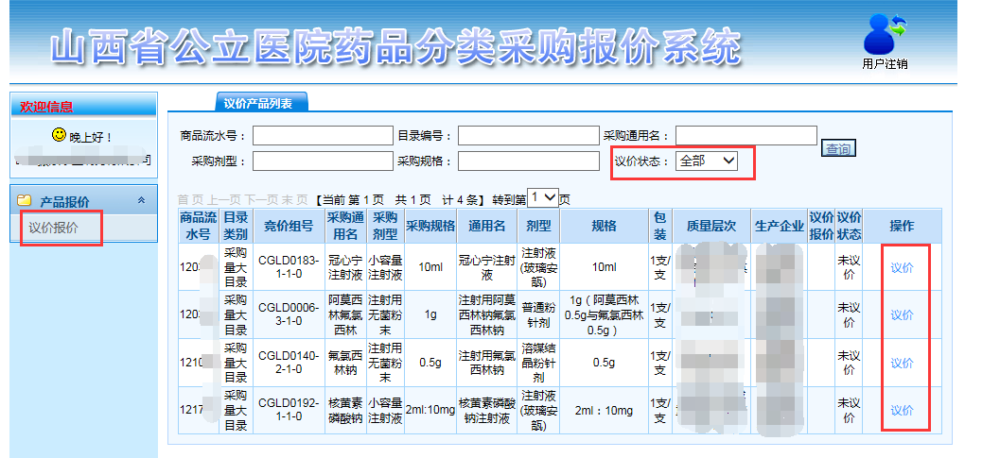 山西省公立医院药品分类采购报价系统
用户注销
欢迎信息
晚上好！
司
产品报价
议价报价
议价产品列表
商品流水号： 目录编号： 采购通用名：
采购剂型： 采购规格： 议价状态： 全部 查询
首 页 上一页 下一页 末 页 【当前 第 1 页 共 1 页 计 4 条】 转到第 1 页
商品流水号 目录类别 竞价组号 采购通用名 采购剂型 采购规格 通用名 剂型 规格 包装 质量层次 生产企业 议价报价 议价状态 操作
采购量大目录 CGLD0183-1-1-0 冠心宁注射液 小容量注射液 10ml 冠心宁注射液 注射液(玻璃安瓿) 10ml 1支/支 未议价 议价
采购量大目录 CGLD0006-3-1-0 阿莫西林氟氯西林 注射用无菌粉末 1g 注射用阿莫西林钠氟氯西林钠 普通粉针剂 1g（阿莫西林0.5g与氟氯西林0.5g） 1支/支 未议价 议价
采购量大目录 CGLD0140-2-1-0 氟氯西林钠 注射用无菌粉末 0.5g 注射用氟氯西林钠 溶媒结晶粉针剂 0.5g 1支/支 未议价 议价
1217 采购量大目录 CGLD0192-1-1-0 核黄素磷酸钠 小容量注射液 2ml:10mg 核黄素磷酸钠注射液 注射液(玻璃安瓿) 2ml：10mg 1支/支 未议价 议价